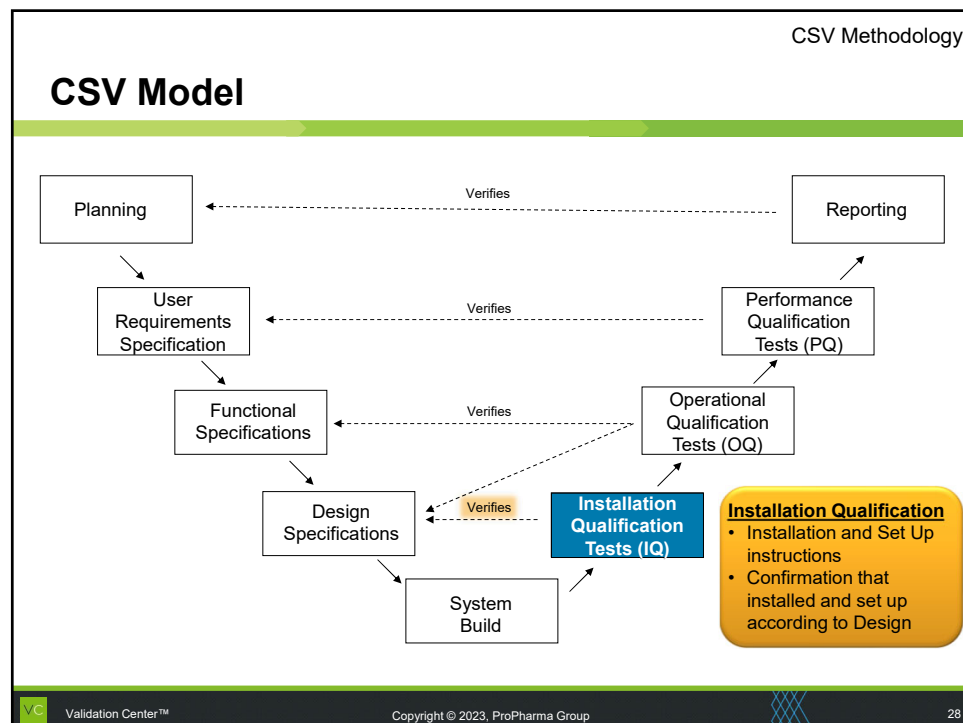 CSV Methodology
CSV Model
Planning
Verifies
Reporting
User
Requirements
Specification
Verifies
Performance
Qualification
Tests (PQ)
Functional
Specifications
Verifies
Operational
Qualification
Tests (OQ)
Design
Specifications
Verifies
Installation
Qualification
Tests (IQ)
Installation Qualification
• Installation and Set Up
instructions
• Confirmation that
installed and set up
according to Design
System
Build
VC
Validation Center™
Copyright © 2023, ProPharma Group
28